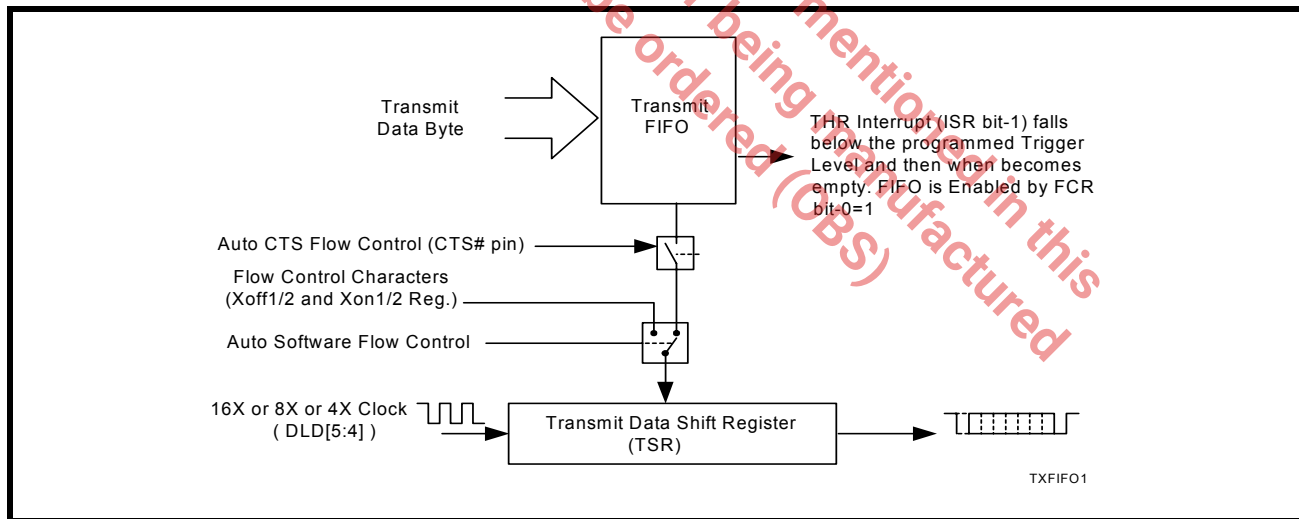 Transmit
Data Byte
Transmit
FIFO
THR Interrupt (ISR bit-1) falls
below the programmed Trigger
Level and then when becomes
empty. FIFO is Enabled by FCR
bit-0=1
Auto CTS Flow Control (CTS# pin)
Flow Control Characters
(Xoff1/2 and Xon1/2 Reg.)
Auto Software Flow Control
16X or 8X or 4X Clock
( DLD[5:4] )
Transmit Data Shift Register
(TSR)
TXFIFO1
mentioned in this
being manufactured
be ordered (OBS)